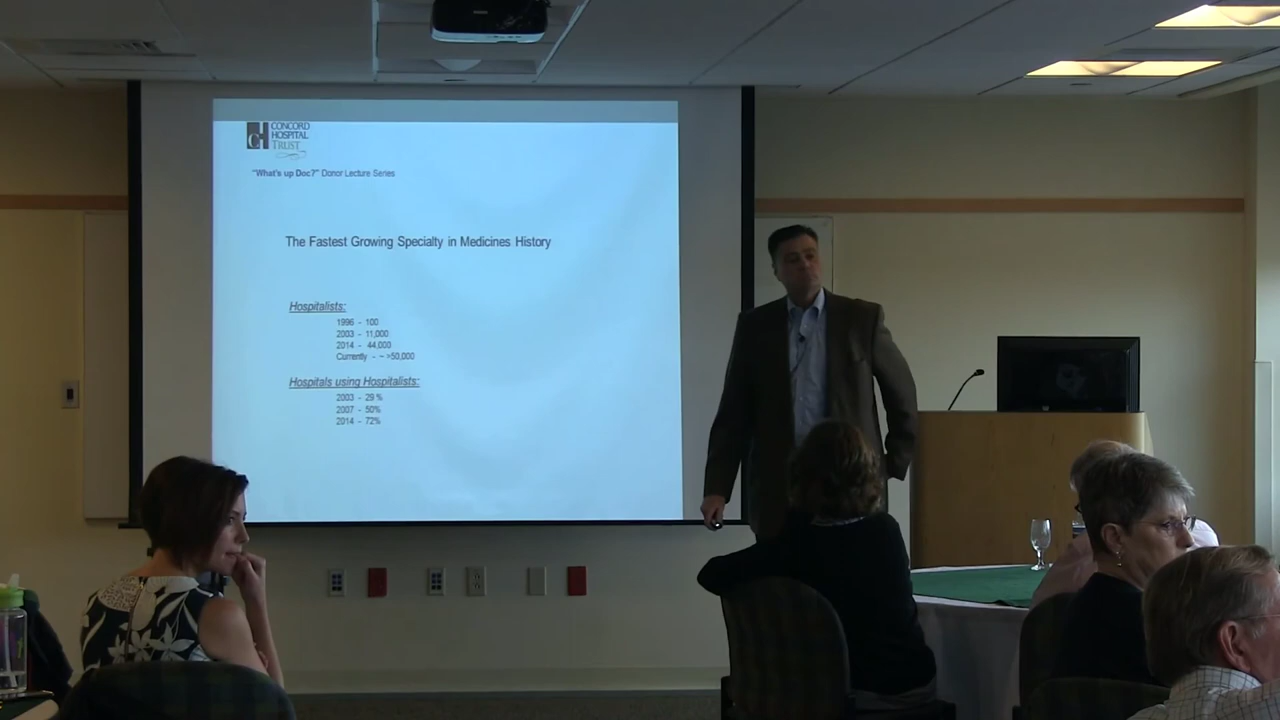 CONCORD
HOSPITAL
TRUST
CH
"What's up Doc?" Donor Lecture Series
The Fastest Growing Specialty in Medicines History
Hospitalists:
1996 - 100
2003 - 11,000
2014 - 44,000
Currently - ~ >50,000
Hospitals using Hospitalists:
2003 - 29 %
2007 - 50%
2014 - 72%